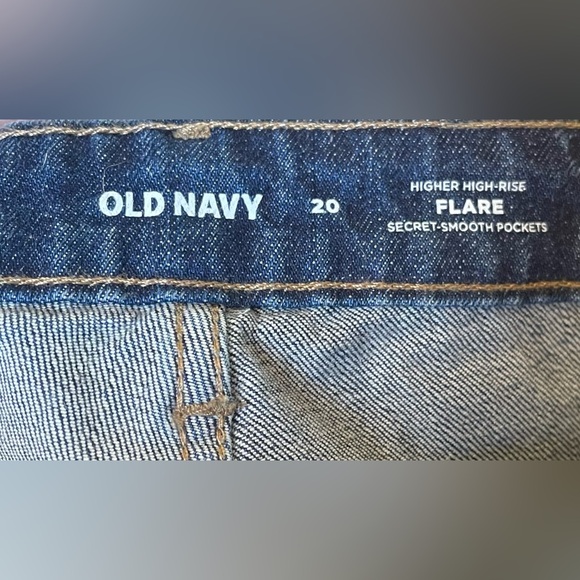 OLD NAVY
20
HIGHER HIGH-RISE
FLARE
SECRET-SMOOTH POCKETS